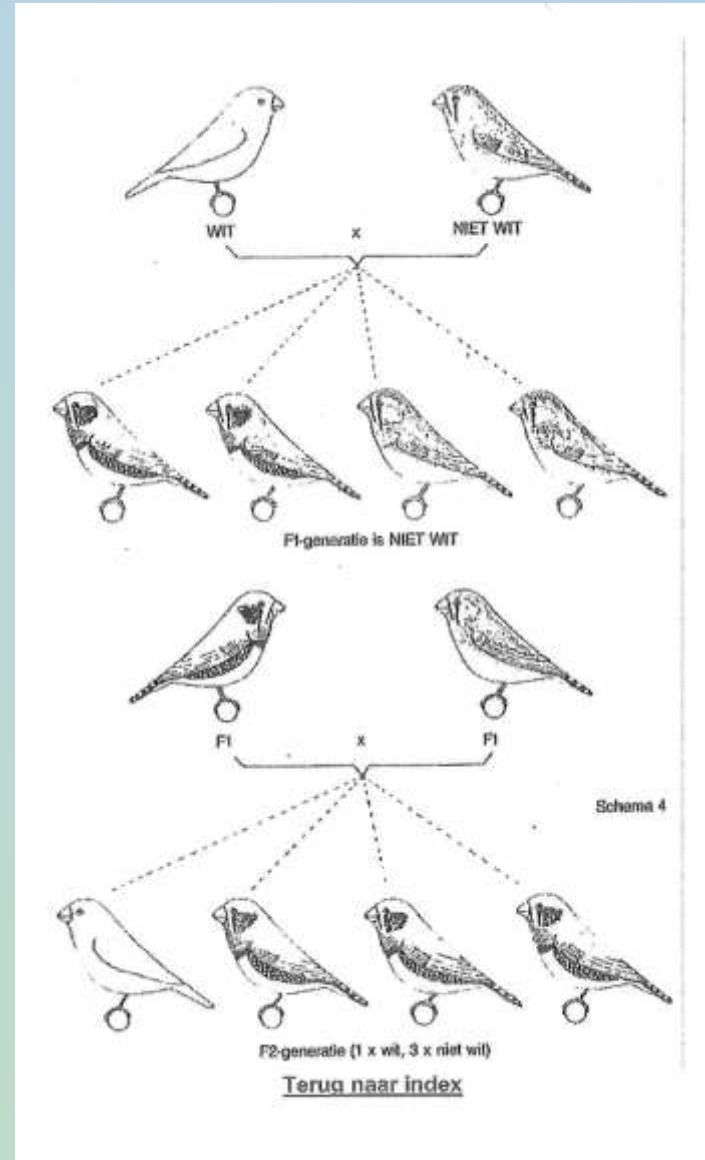 WIT x NIET WIT
F1-generatie is NIET WIT
F1 x F1
Schema 4
F2-generatie (1 x wit, 3 x niet wit)
Terug naar index